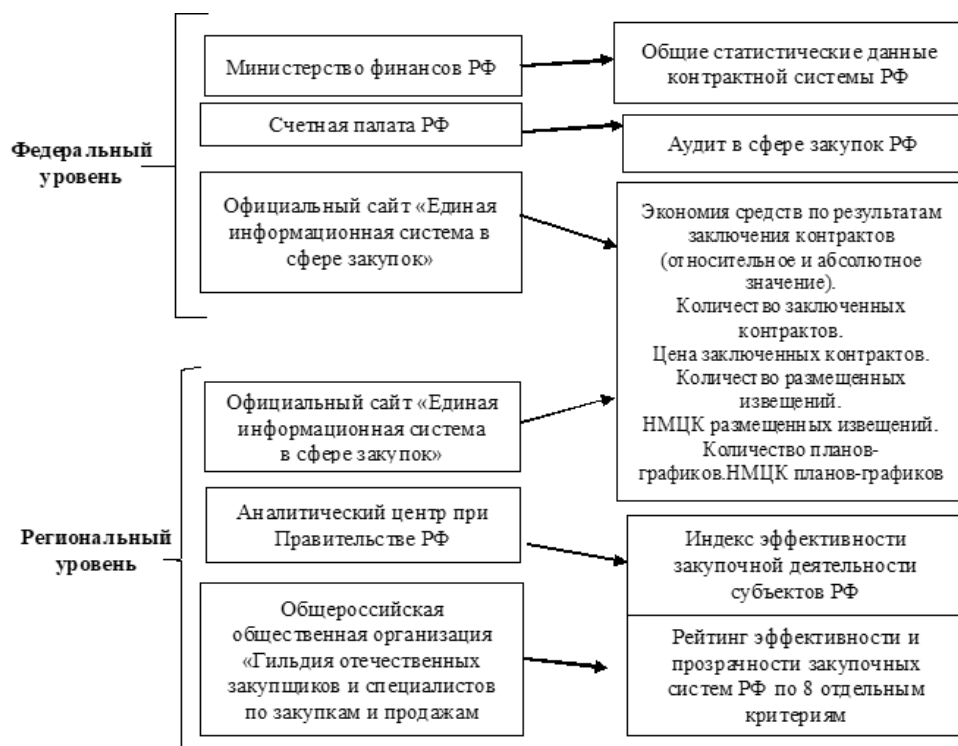 Федеральный
уровень
Министерство финансов РФ
Общие статистические данные
контрактной системы РФ
Счетная палата РФ
Аудит в сфере закупок РФ
Официальный сайт «Единая
информационная система в
сфере закупок»
Экономия средств по результатам
заключения контрактов
(относительное и абсолютное
значение).
Количество заключенных
контрактов.
Цена заключенных контрактов.
Количество размещенных
извещений.
НМЦК размещенных извещений.
Количество планов-
графиков.НМЦК планов-графиков
Региональный
уровень
Официальный сайт «Единая
информационная система
в сфере закупок»
Аналитический центр при
Правительстве РФ
Индекс эффективности
закупочной деятельности
субъектов РФ
Общероссийская
общественная организация
«Гильдия отечественных
закупщиков и специалистов
по закупкам и продажам
Рейтинг эффективности и
прозрачности закупочных
систем РФ по 8 отдельным
критериям